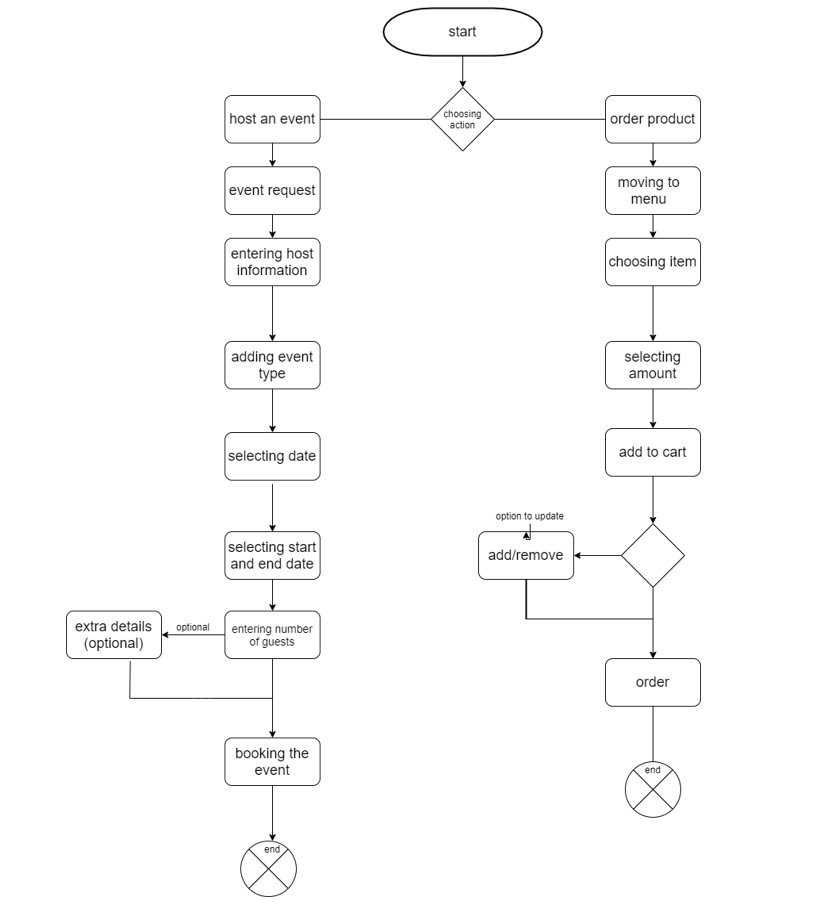 start
choosing
action
host an event
order product
event request
moving to
menu
entering host
information
choosing item
adding event
type
selecting
amount
selecting date
add to cart
selecting start
and end date
option to update
add/remove
extra details
(optional)
optional
entering number
of guests
order
booking the
event
end
end